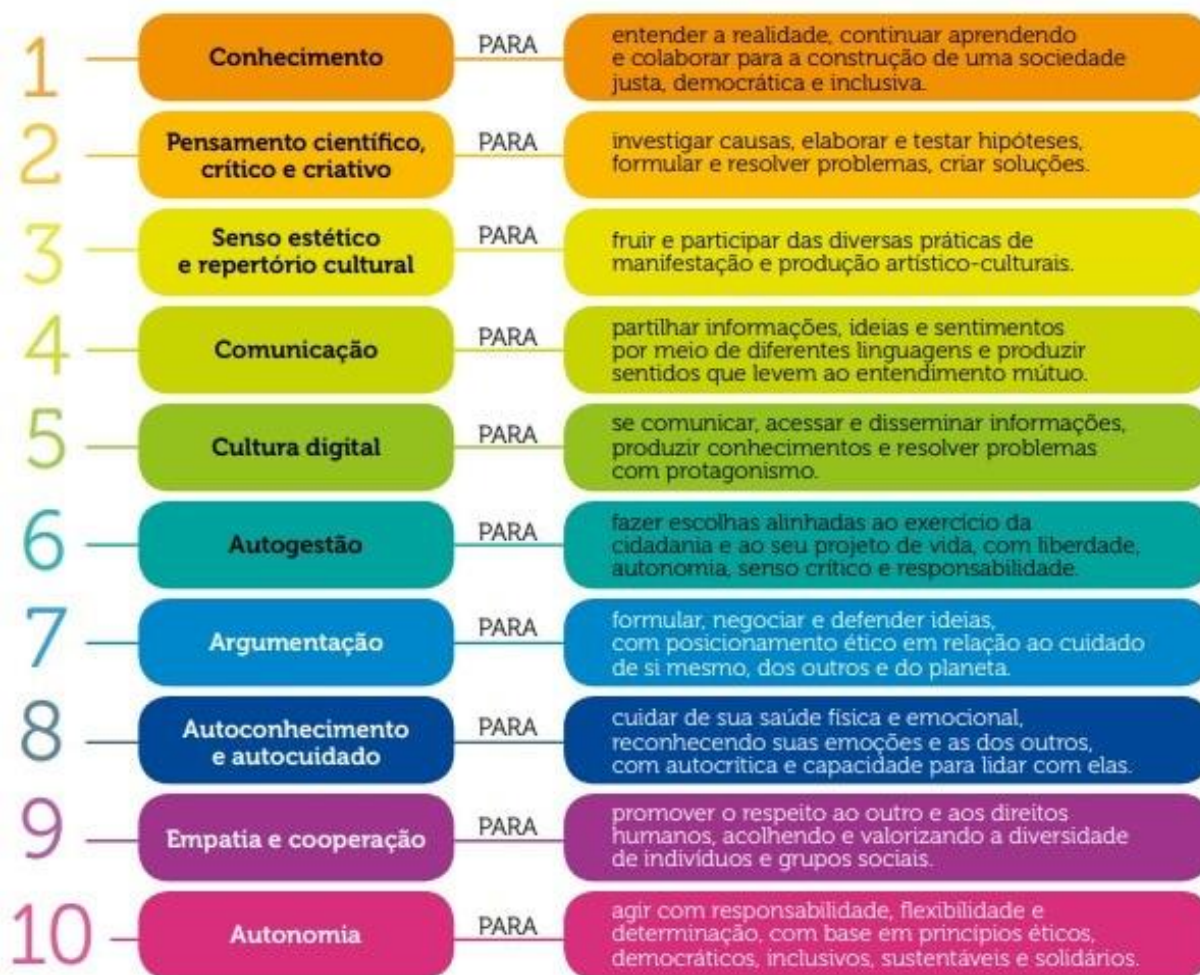 1
Conhecimento
PARA
entender a realidade, continuar aprendendo
e colaborar para a construção de uma sociedade
justa, democrática e inclusiva.
2
Pensamento científico,
crítico e criativo
PARA
investigar causas, elaborar e testar hipóteses,
formular e resolver problemas, criar soluções.
3
Senso estético
e repertório cultural
PARA
fruir e participar das diversas práticas de
manifestação e produção artístico-culturais.
4
Comunicação
PARA
partilhar informações, ideias e sentimentos
por meio de diferentes linguagens e produzir
sentidos que levem ao entendimento mútuo.
5
Cultura digital
PARA
se comunicar, acessar e disseminar informações,
produzir conhecimentos e resolver problemas
com protagonismo.
6
Autogestão
PARA
fazer escolhas alinhadas ao exercício da
cidadania e ao seu projeto de vida, com liberdade,
autonomia, senso crítico e responsabilidade.
7
Argumentação
PARA
formular, negociar e defender ideias,
com posicionamento ético em relação ao cuidado
de si mesmo, dos outros e do planeta.
8
Autoconhecimento
e autocuidado
PARA
cuidar de sua saúde física e emocional,
reconhecendo suas emoções e as dos outros,
com autocrítica e capacidade para lidar com elas.
9
Empatia e cooperação
PARA
promover o respeito ao outro e aos direitos
humanos, acolhendo e valorizando a diversidade
de indivíduos e grupos sociais.
10
Autonomia
PARA
agir com responsabilidade, flexibilidade e
determinação, com base em princípios éticos,
democráticos, inclusivos, sustentáveis e solidários.